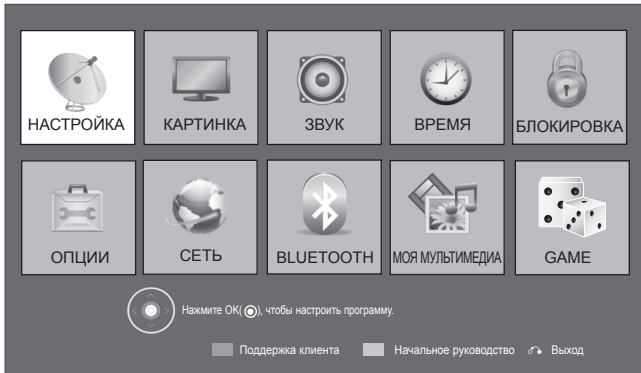 НАСТРОЙКА
КАРТИНКА
ЗВУК
ВРЕМЯ
БЛОКИРОВКА
ОПЦИИ
СЕТЬ
BLUETOOTH
МОЯ МУЛЬТИМЕДИА
GAME
Нажмите OK(◉), чтобы настроить программу.
Поддержка клиента
Начальное руководство
Выход